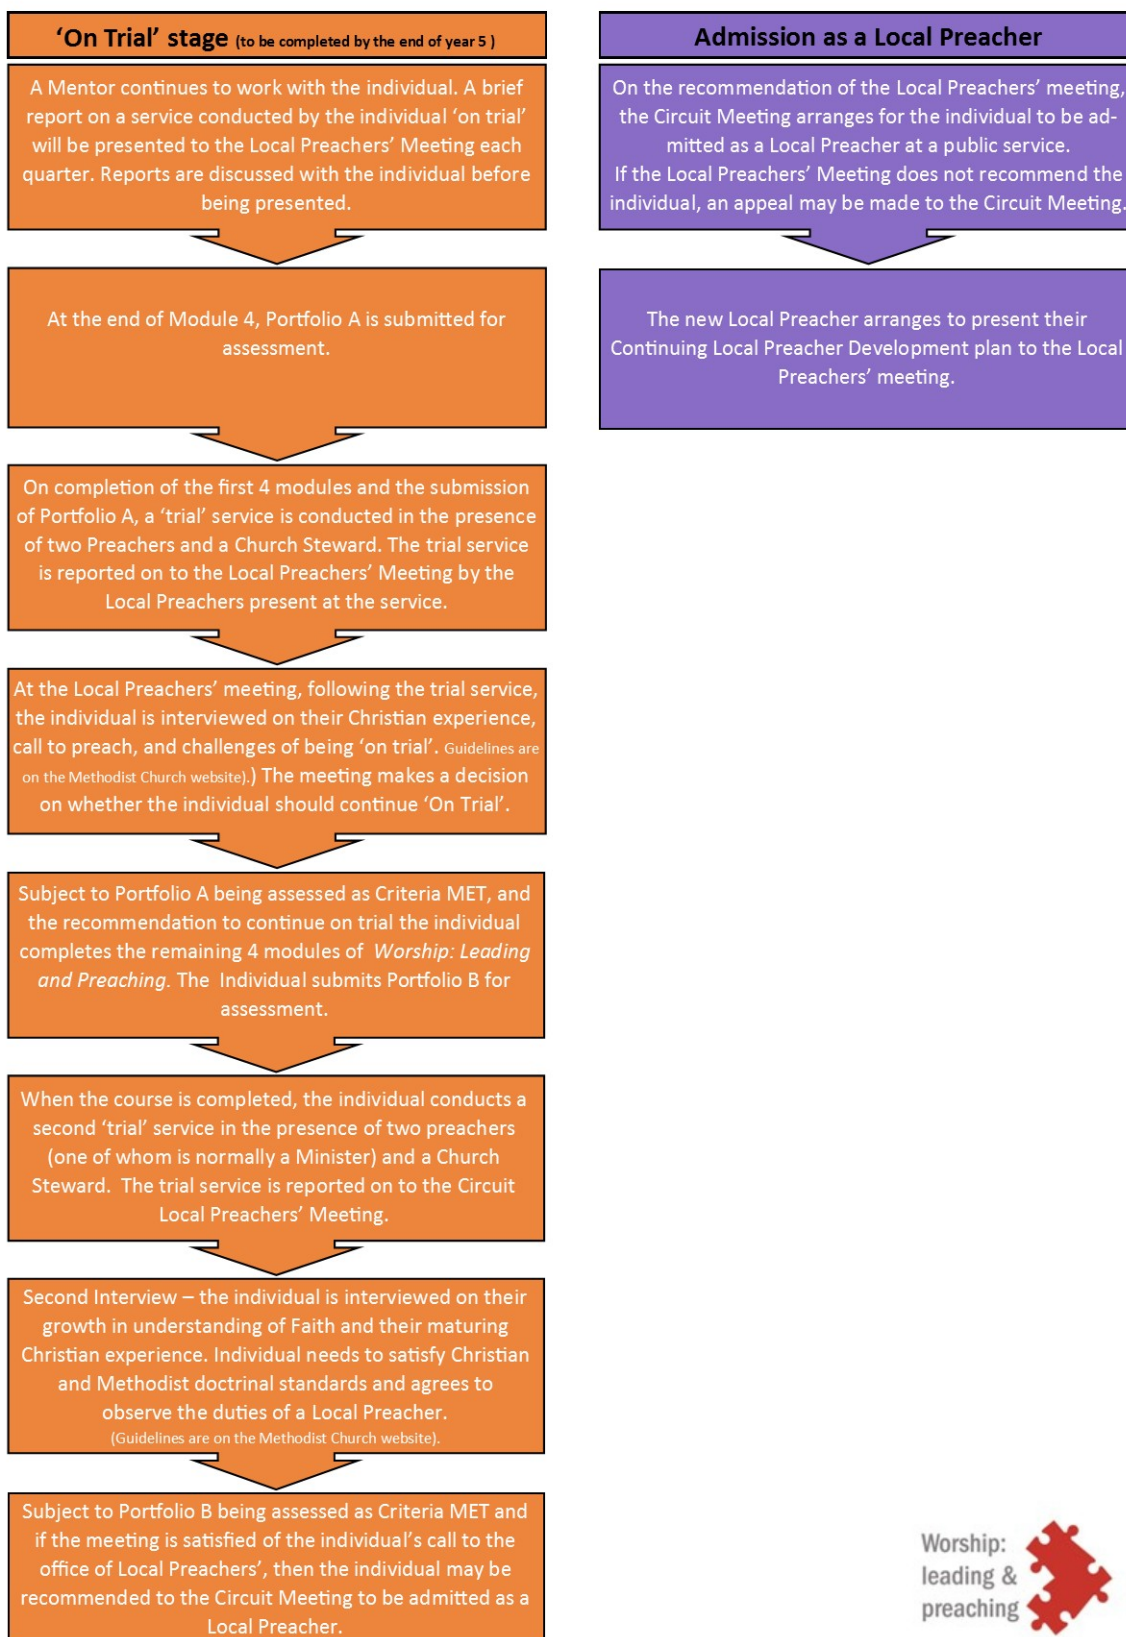 ‘On Trial’ stage (to be completed by the end of year 5 )
A Mentor continues to work with the individual. A brief
report on a service conducted by the individual ‘on trial’
will be presented to the Local Preachers’ Meeting each
quarter. Reports are discussed with the individual before
being presented.
At the end of Module 4, Portfolio A is submitted for
assessment.
On completion of the first 4 modules and the submission
of Portfolio A, a ‘trial’ service is conducted in the presence
of two Preachers and a Church Steward. The trial service
is reported on to the Local Preachers’ Meeting by the
Local Preachers present at the service.
At the Local Preachers’ meeting, following the trial service,
the individual is interviewed on their Christian experience,
call to preach, and challenges of being ‘on trial’. Guidelines are
on the Methodist Church website).) The meeting makes a decision
on whether the individual should continue ‘On Trial’.
Subject to Portfolio A being assessed as Criteria MET, and
the recommendation to continue on trial the individual
completes the remaining 4 modules of Worship: Leading
and Preaching. The Individual submits Portfolio B for
assessment.
When the course is completed, the individual conducts a
second ‘trial’ service in the presence of two preachers
(one of whom is normally a Minister) and a Church
Steward. The trial service is reported on to the Circuit
Local Preachers’ Meeting.
Second Interview – the individual is interviewed on their
growth in understanding of Faith and their maturing
Christian experience. Individual needs to satisfy Christian
and Methodist doctrinal standards and agrees to
observe the duties of a Local Preacher.
(Guidelines are on the Methodist Church website).
Subject to Portfolio B being assessed as Criteria MET and
if the meeting is satisfied of the individual’s call to the
office of Local Preachers’, then the individual may be
recommended to the Circuit Meeting to be admitted as a
Local Preacher.
Admission as a Local Preacher
On the recommendation of the Local Preachers’ meeting,
the Circuit Meeting arranges for the individual to be ad-
mitted as a Local Preacher at a public service.
If the Local Preachers’ Meeting does not recommend the
individual, an appeal may be made to the Circuit Meeting.
The new Local Preacher arranges to present their
Continuing Local Preacher Development plan to the Local
Preachers’ meeting.
Worship:
leading &
preaching